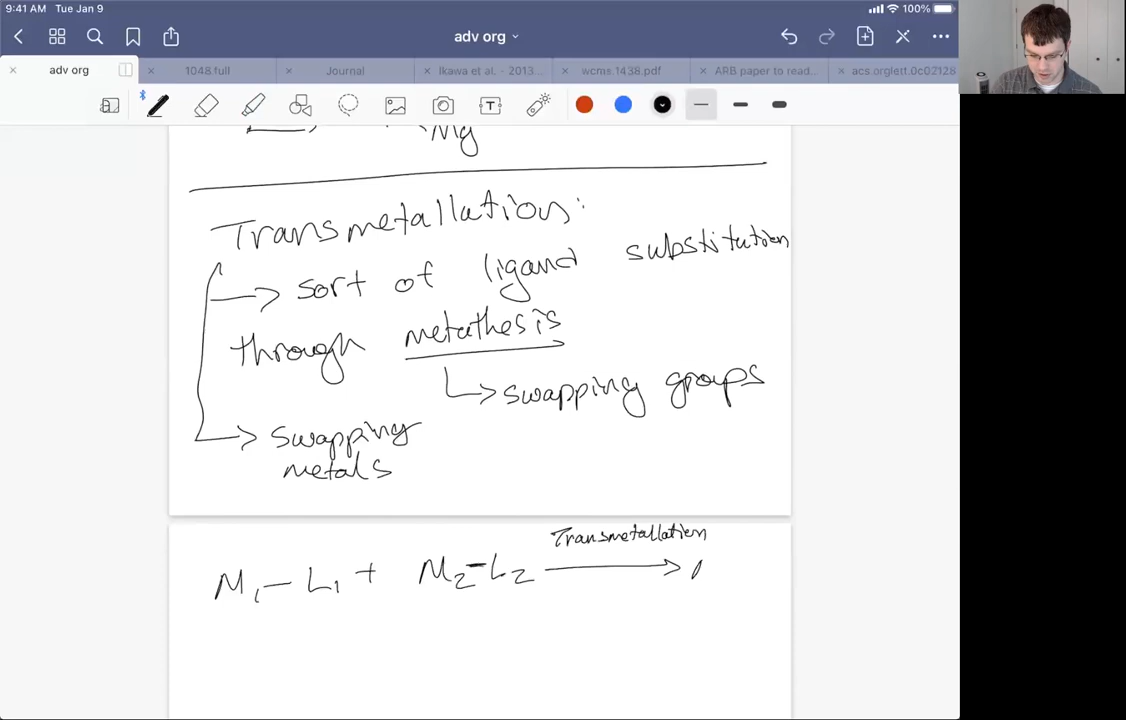 9:41 AM Tue Jan 9
100%
adv org
adv org
1048.full
Journal
Ikawa et al. - 2013...
wcms.1438.pdf
ARB paper to read...
acs.orglett.0c02128
T
Mg
Transmetallation:
→ sort of ligand substitution
through metathesis
↳ swapping groups
→ swapping
metals
Transmetallation
M₁–L₁ + M₂–L₂ →